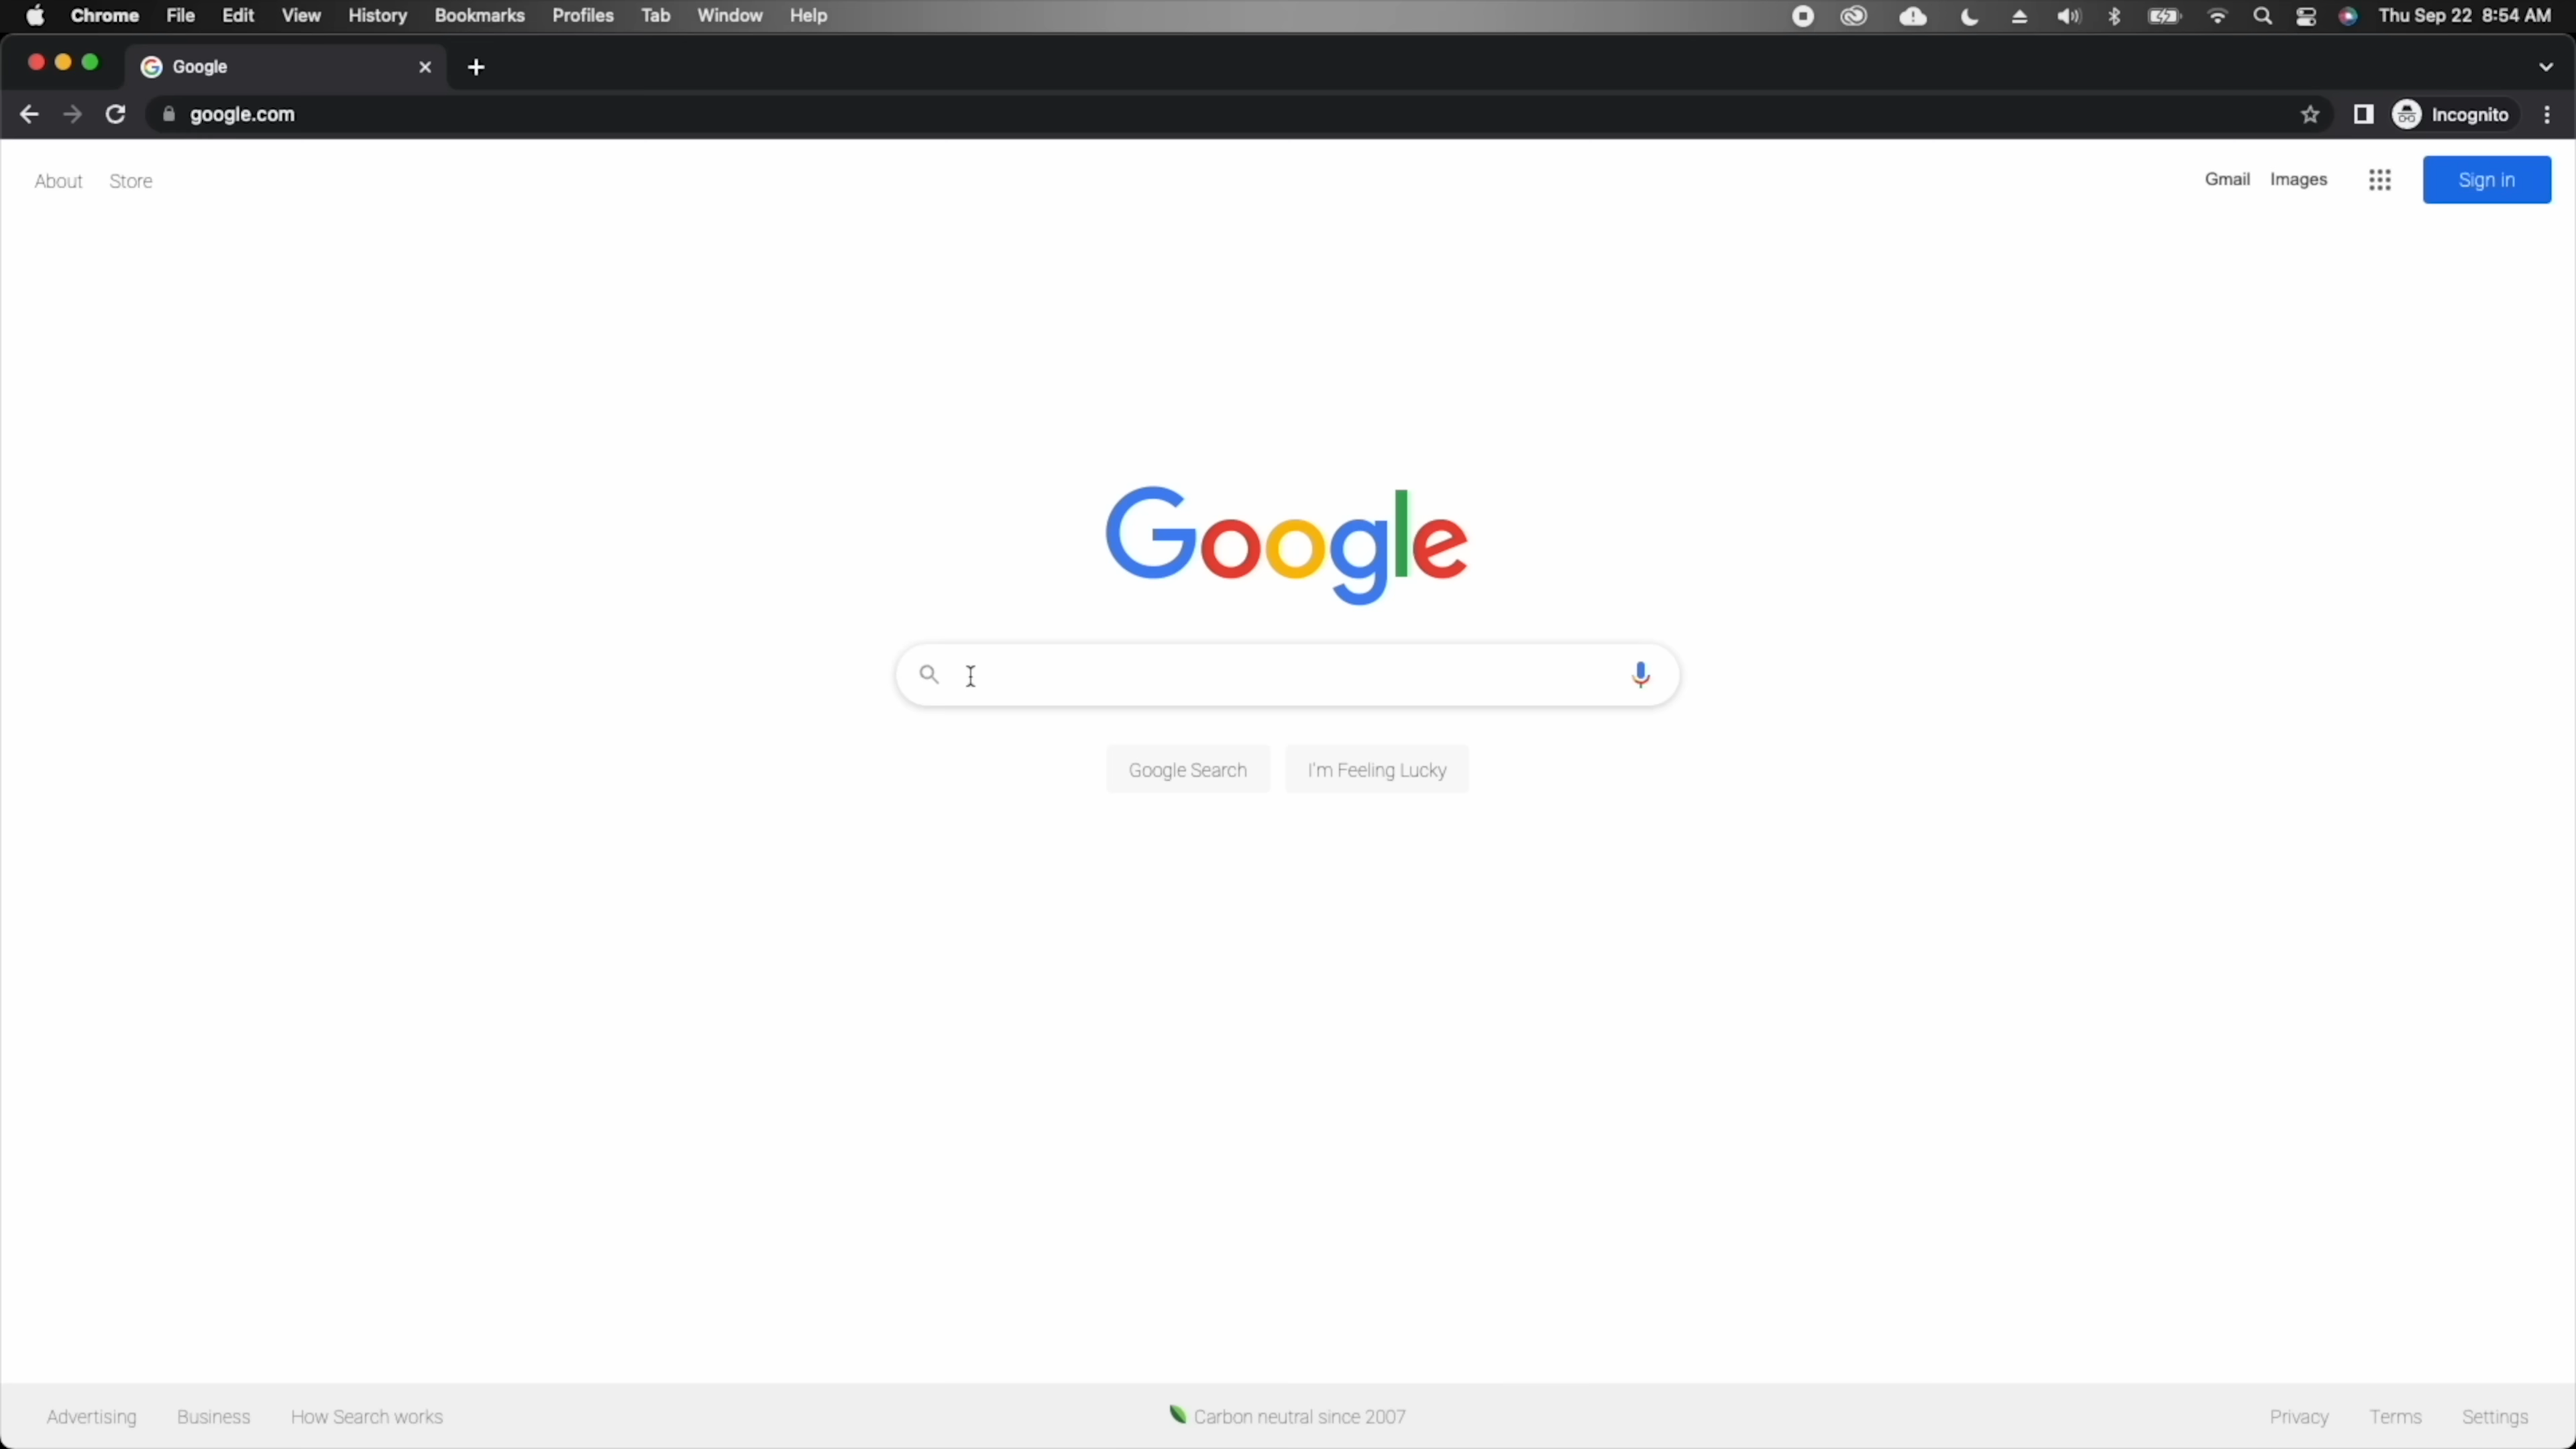 Chrome File Edit View History Bookmarks Profiles Tab Window Help Thu Sep 22 8:54 AM
Google
google.com Incognito
About Store Gmail Images Sign in
Google
Google Search I'm Feeling Lucky
Advertising Business How Search works Carbon neutral since 2007 Privacy Terms Settings